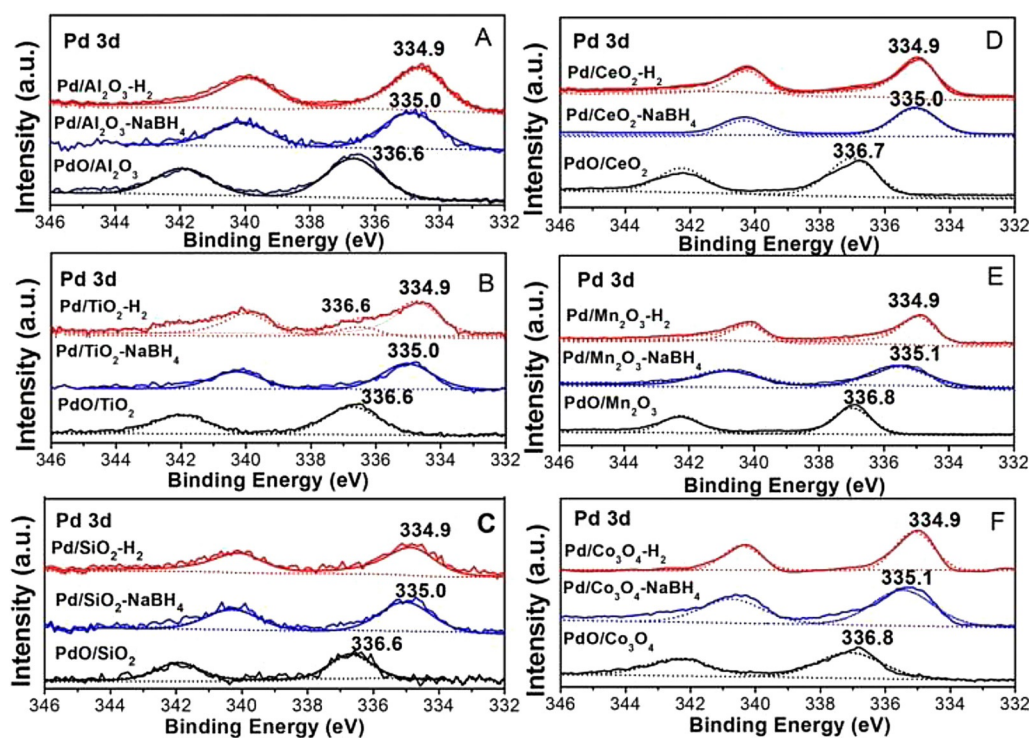 A
Pd 3d
334.9
Pd/Al₂O₃-H₂
335.0
Pd/Al₂O₃-NaBH₄
336.6
PdO/Al₂O₃
Intensity (a.u.)
346 344 342 340 338 336 334 332
Binding Energy (eV)
B
Pd 3d
334.9
Pd/TiO₂-H₂
336.6
335.0
Pd/TiO₂-NaBH₄
336.6
PdO/TiO₂
Intensity (a.u.)
346 344 342 340 338 336 334 332
Binding Energy (eV)
C
Pd 3d
334.9
Pd/SiO₂-H₂
335.0
Pd/SiO₂-NaBH₄
336.6
PdO/SiO₂
Intensity (a.u.)
346 344 342 340 338 336 334 332
Binding Energy (eV)
D
Pd 3d
334.9
Pd/CeO₂-H₂
335.0
Pd/CeO₂-NaBH₄
336.7
PdO/CeO₂
Intensity (a.u.)
346 344 342 340 338 336 334 332
Binding Energy (eV)
E
Pd 3d
334.9
Pd/Mn₂O₃-H₂
335.1
Pd/Mn₂O₃-NaBH₄
336.8
PdO/Mn₂O₃
Intensity (a.u.)
346 344 342 340 338 336 334 332
Binding Energy (eV)
F
Pd 3d
334.9
Pd/Co₃O₄-H₂
335.1
Pd/Co₃O₄-NaBH₄
336.8
PdO/Co₃O₄
Intensity (a.u.)
346 344 342 340 338 336 334 332
Binding Energy (eV)